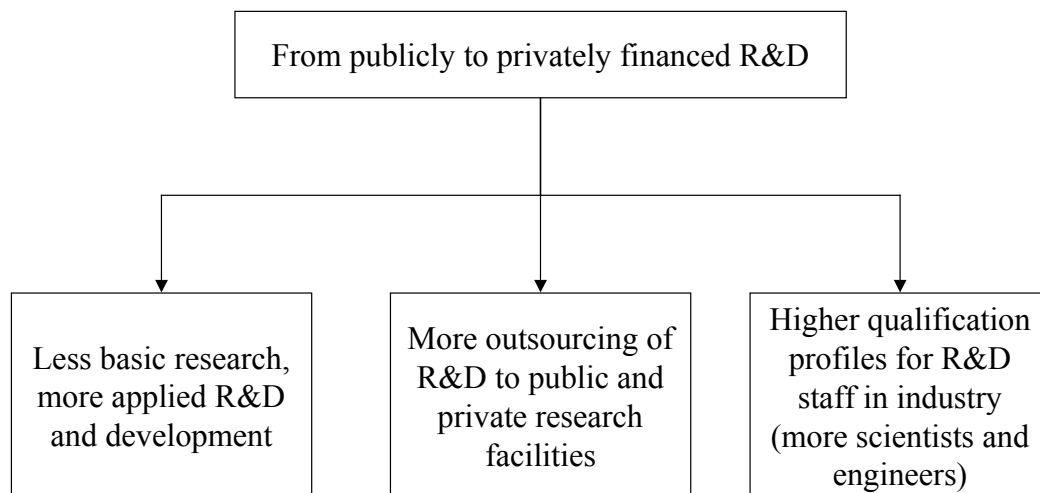 From publicly to privately financed R&D
Less basic research,
more applied R&D
and development
More outsourcing of
R&D to public and
private research
facilities
Higher qualification
profiles for R&D
staff in industry
(more scientists and
engineers)